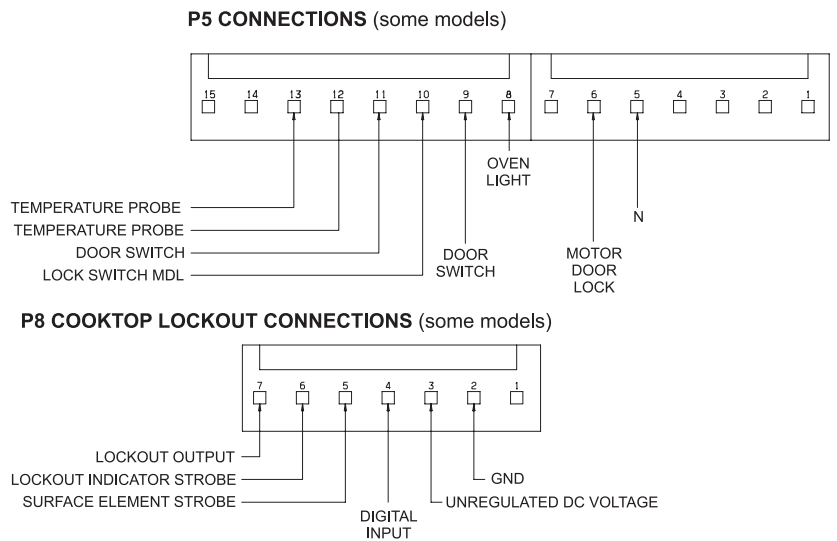 P5 CONNECTIONS (some models)
15 14 13 12 11 10 9 8 7 6 5 4 3 2 1
OVEN
LIGHT
TEMPERATURE PROBE
TEMPERATURE PROBE
DOOR SWITCH
LOCK SWITCH MDL
DOOR
SWITCH
MOTOR
DOOR
LOCK
N
P8 COOKTOP LOCKOUT CONNECTIONS (some models)
7 6 5 4 3 2 1
LOCKOUT OUTPUT
LOCKOUT INDICATOR STROBE
SURFACE ELEMENT STROBE
DIGITAL
INPUT
GND
UNREGULATED DC VOLTAGE